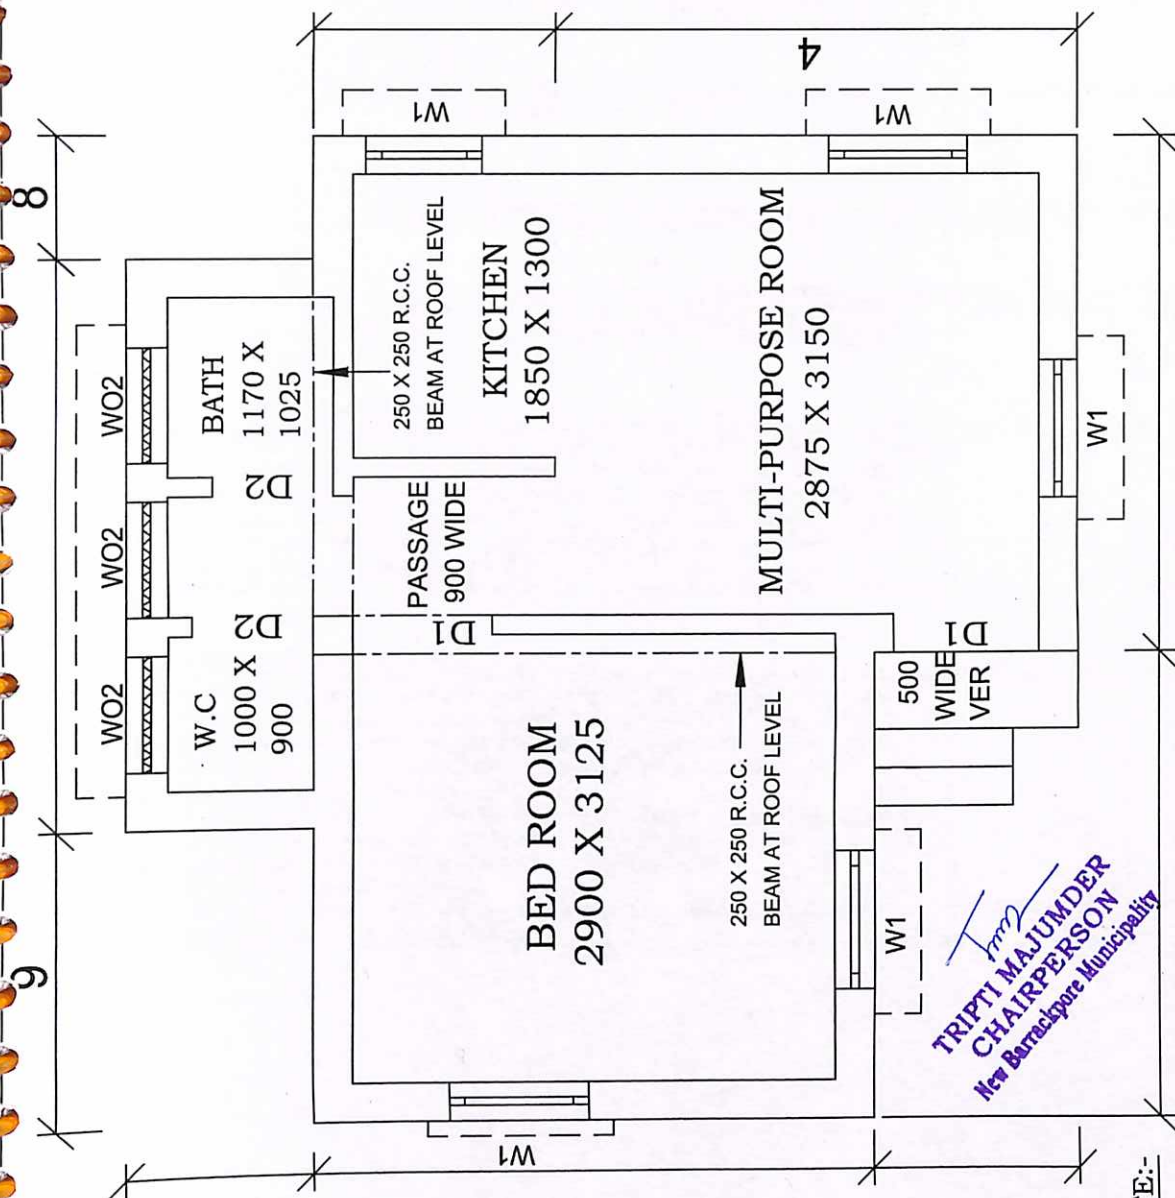 8
9
4
W1
W1
WO2
WO2
WO2
BATH
1170 X
1025
D2
D2
W.C
1000 X
900
250 X 250 R.C.C.
BEAM AT ROOF LEVEL
KITCHEN
1850 X 1300
PASSAGE
900 WIDE
D1
MULTI-PURPOSE ROOM
2875 X 3150
D1
500
WIDE
VER
W1
BED ROOM
2900 X 3125
250 X 250 R.C.C.
BEAM AT ROOF LEVEL
W1
W1
TRIPTI MAJUMDER
CHAIRPERSON
New Barrackpore Municipality